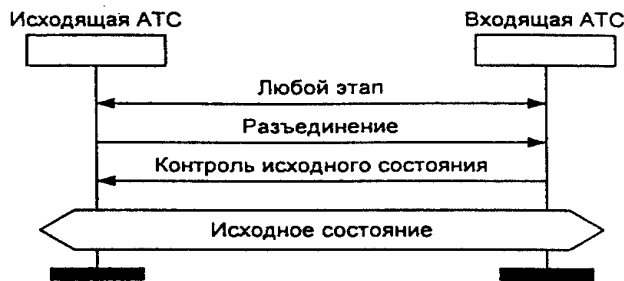 Исходящая АТС
Входящая АТС
Любой этап
Разъединение
Контроль исходного состояния
Исходное состояние